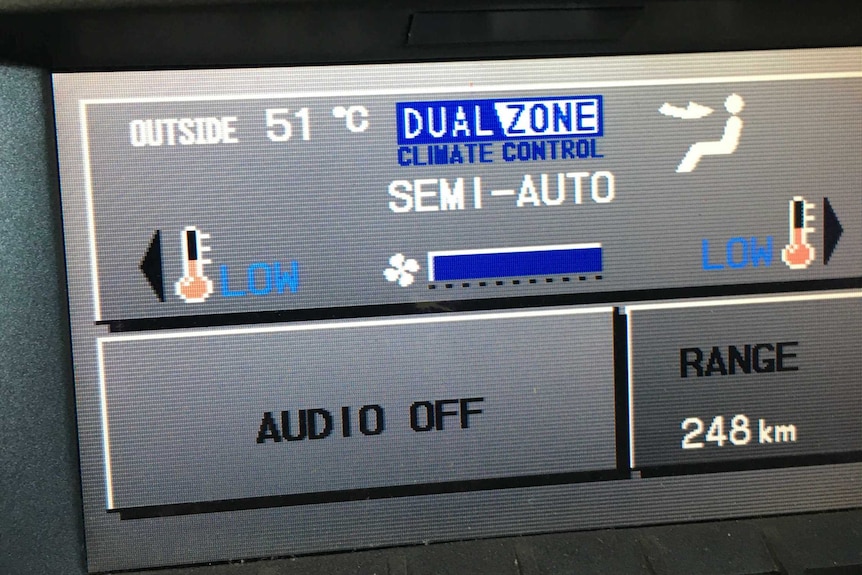 OUTSIDE 51 °C
DUAL ZONE
CLIMATE CONTROL
SEMI-AUTO
LOW
LOW
AUDIO OFF
RANGE
248 km